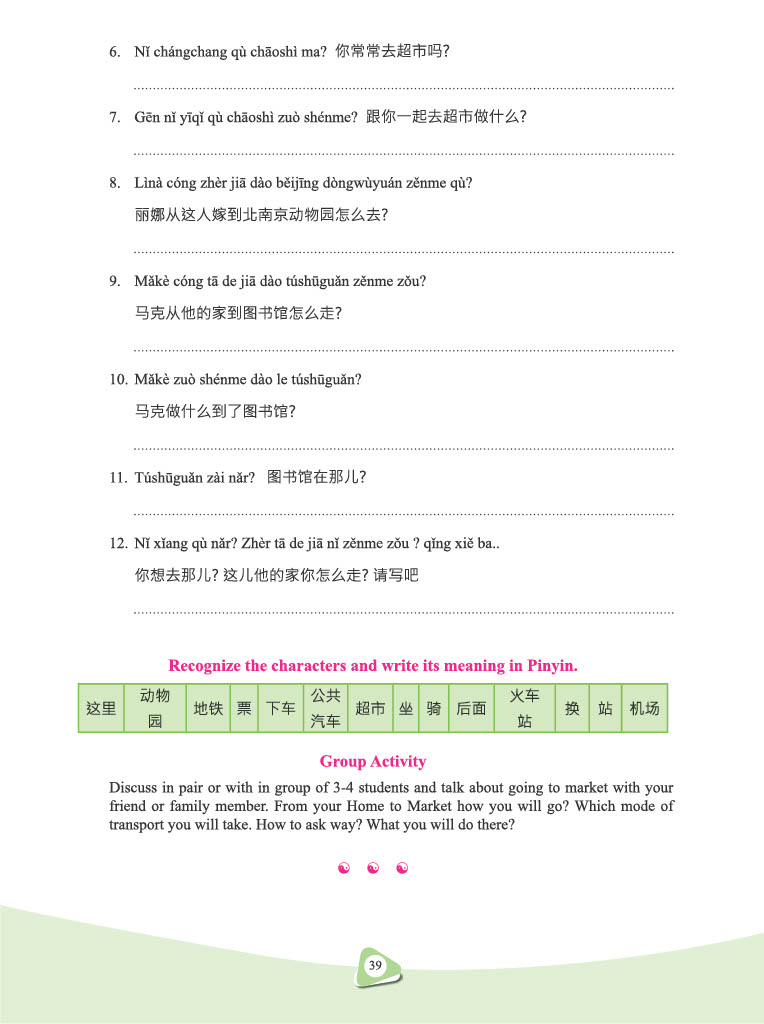 6. Nǐ chángchang qù chāoshì ma? 你常常去超市吗?
7. Gēn nǐ yīqǐ qù chāoshì zuò shénme? 跟你一起去超市做什么?
8. Lìnà cóng zhèr jiā dào běijīng dòngwùyuán zěnme qù?
丽娜从这人嫁到北南京动物园怎么去?
9. Mǎkè cóng tā de jiā dào túshūguǎn zěnme zǒu?
马克从他的家到图书馆怎么走?
10. Mǎkè zuò shénme dào le túshūguǎn?
马克做什么到了图书馆?
11. Túshūguǎn zài nǎr? 图书馆在那儿?
12. Nǐ xǐang qù nǎr? Zhèr tā de jiā nǐ zěnme zǒu ? qǐng xiě ba..
你想去那儿? 这儿他的家你怎么走? 请写吧
Recognize the characters and write its meaning in Pinyin.
这里 动物园 地铁 票 下车 公共汽车 超市 坐 骑 后面 火车站 换 站 机场
Group Activity
Discuss in pair or with in group of 3-4 students and talk about going to market with your
friend or family member. From your Home to Market how you will go? Which mode of
transport you will take. How to ask way? What you will do there?
39